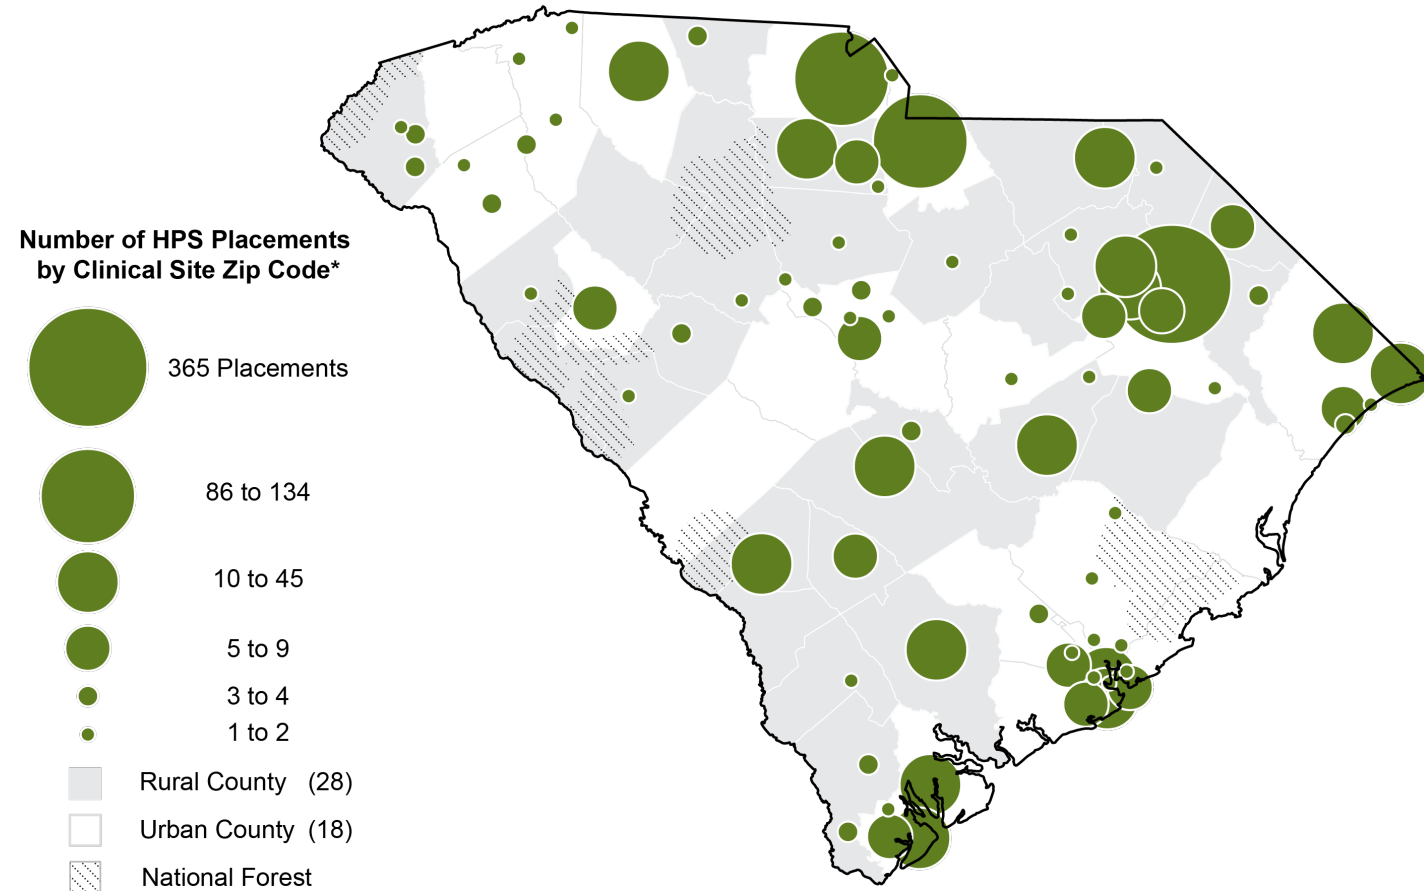 Number of HPS Placements
by Clinical Site Zip Code*
365 Placements
86 to 134
10 to 45
5 to 9
3 to 4
1 to 2
Rural County (28)
Urban County (18)
National Forest